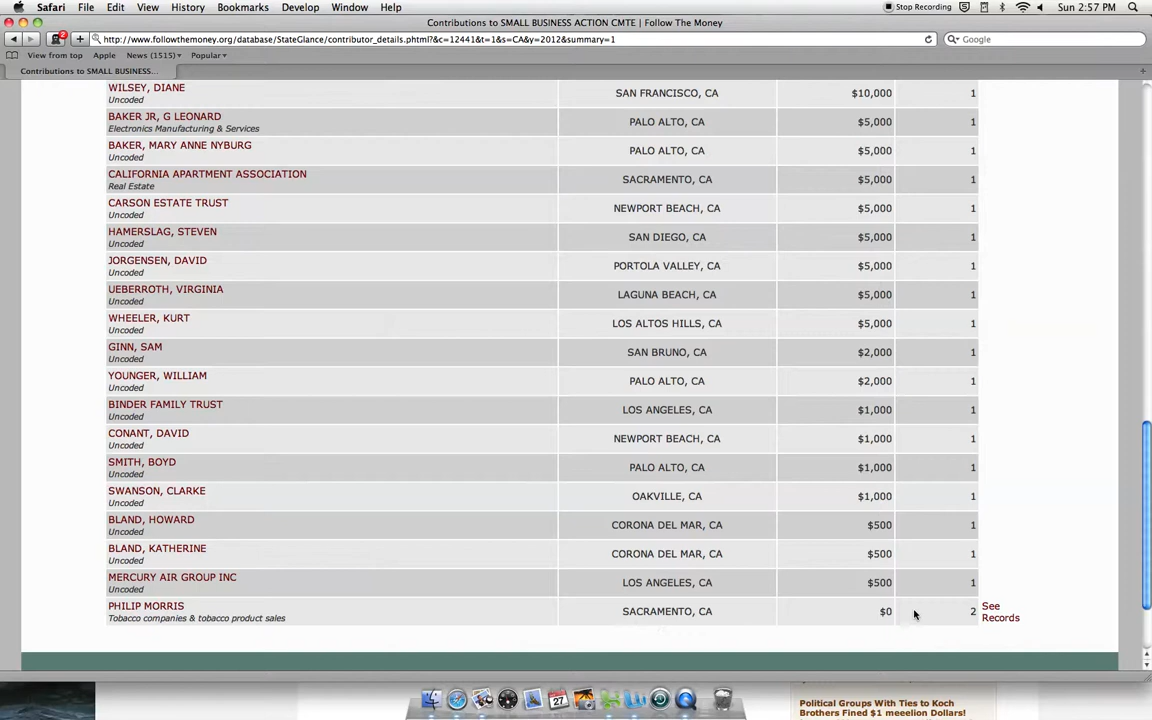 Safari File Edit View History Bookmarks Develop Window Help Stop Recording Sun 2:57 PM
Contributions to SMALL BUSINESS ACTION CMTE | Follow The Money
2 http://www.followthemoney.org/database/StateGlance/contributor_details.phtml?&c=12441&t=1&s=CA&y=2012&summary=1 Google
View from top Apple News (1515) Popular
Contributions to SMALL BUSINESS...
WILSEY, DIANE SAN FRANCISCO, CA $10,000 1
Uncoded
BAKER JR, G LEONARD PALO ALTO, CA $5,000 1
Electronics Manufacturing & Services
BAKER, MARY ANNE NYBURG PALO ALTO, CA $5,000 1
Uncoded
CALIFORNIA APARTMENT ASSOCIATION SACRAMENTO, CA $5,000 1
Real Estate
CARSON ESTATE TRUST NEWPORT BEACH, CA $5,000 1
Uncoded
HAMERSLAG, STEVEN SAN DIEGO, CA $5,000 1
Uncoded
JORGENSEN, DAVID PORTOLA VALLEY, CA $5,000 1
Uncoded
UEBERROTH, VIRGINIA LAGUNA BEACH, CA $5,000 1
Uncoded
WHEELER, KURT LOS ALTOS HILLS, CA $5,000 1
Uncoded
GINN, SAM SAN BRUNO, CA $2,000 1
Uncoded
YOUNGER, WILLIAM PALO ALTO, CA $2,000 1
Uncoded
BINDER FAMILY TRUST LOS ANGELES, CA $1,000 1
Uncoded
CONANT, DAVID NEWPORT BEACH, CA $1,000 1
Uncoded
SMITH, BOYD PALO ALTO, CA $1,000 1
Uncoded
SWANSON, CLARKE OAKVILLE, CA $1,000 1
Uncoded
BLAND, HOWARD CORONA DEL MAR, CA $500 1
Uncoded
BLAND, KATHERINE CORONA DEL MAR, CA $500 1
Uncoded
MERCURY AIR GROUP INC LOS ANGELES, CA $500 1
Uncoded
PHILIP MORRIS SACRAMENTO, CA $0 2 See Records
Tobacco companies & tobacco product sales
27
Political Groups With Ties to Koch
Brothers Fined $1 meeelion Dollars!